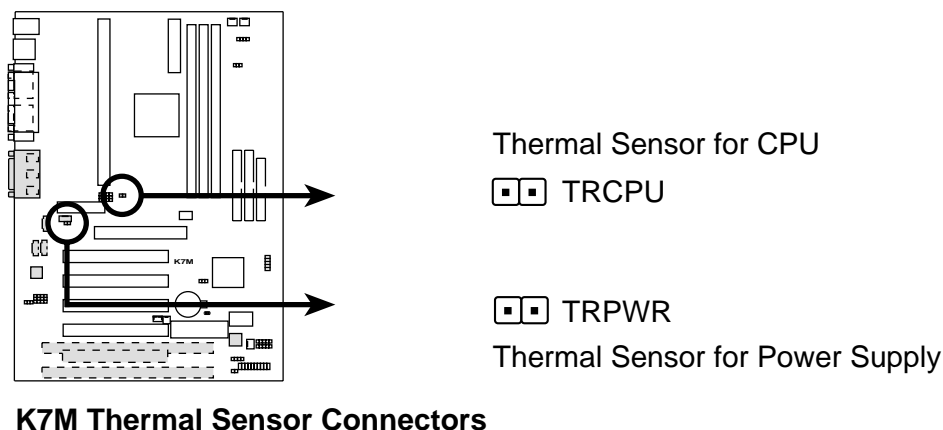 Thermal Sensor for CPU
TRCPU
K7M
TRPWR
Thermal Sensor for Power Supply
K7M Thermal Sensor Connectors